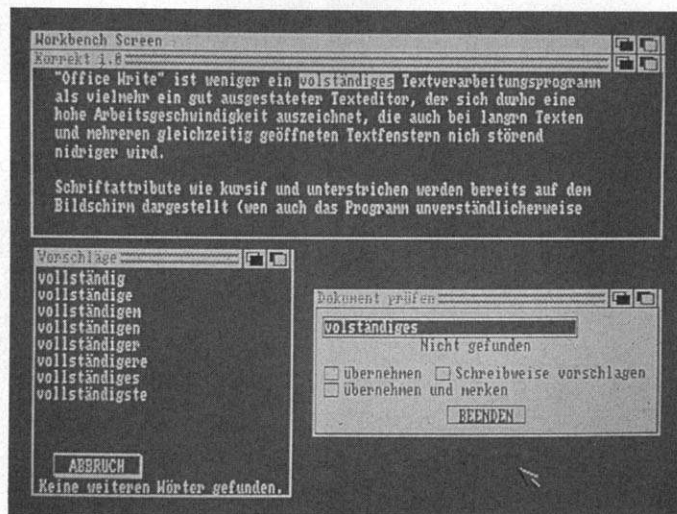 Workbench Screen
Korrekt 1.0
"Office Write" ist weniger ein volständiges Textverarbeitungsprogramm
als vielmehr ein gut ausgestateter Texteditor, der sich durho eine
hohe Arbeitsgeschwindigkeit auszeichnet, die auch bei langrn Texten
und mehreren gleichzeitig geöffneten Textfenstern nich störend
nidriger wird.
Schriftattribute wie kursif und unterstrichen werden bereits auf dem
Bildschirm dargestellt (wen auch das Programm unverständlicherweise
Vorschläge
vollständig
vollständige
vollständigem
vollständigen
vollständiger
vollständigere
vollständiges
vollständigste
ABBRUCH
Keine weiteren Wörter gefunden.
Dokument prüfen
volständiges
Nicht gefunden
übernehmen Schreibweise vorschlagen
übernehmen und merken
BEENDEN